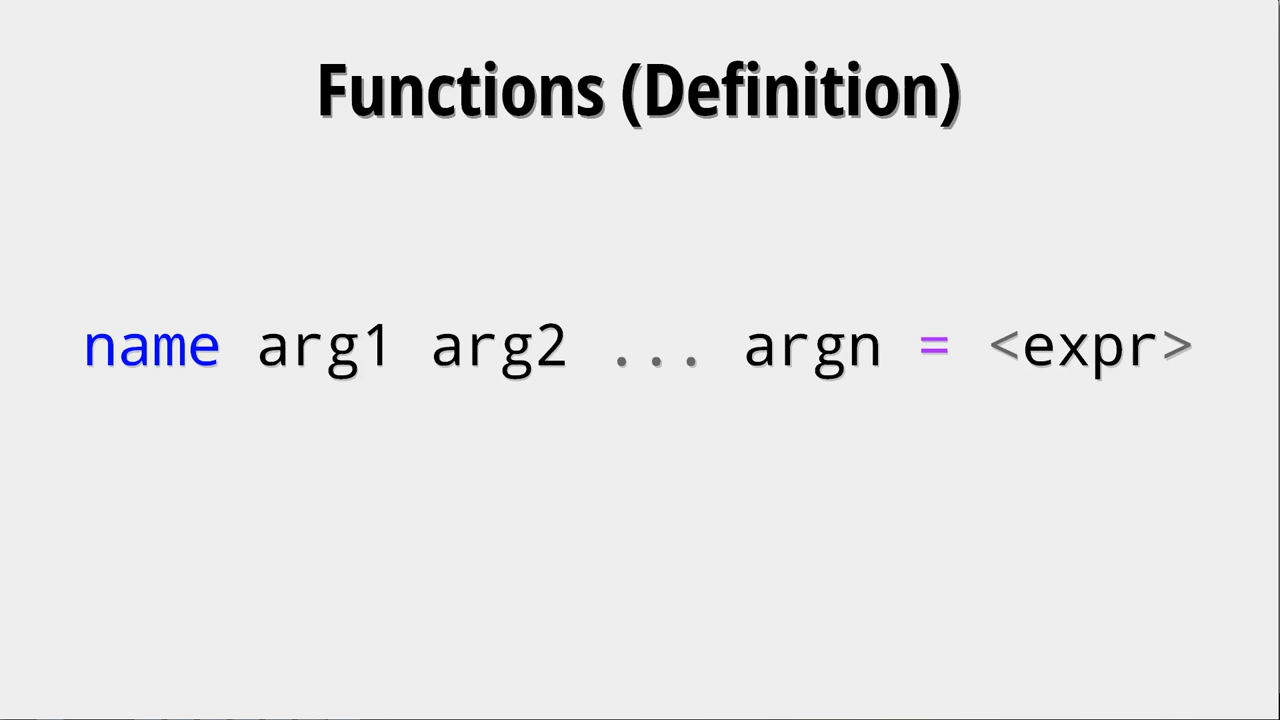 Functions (Definition)
name arg1 arg2 ... argn = <expr>